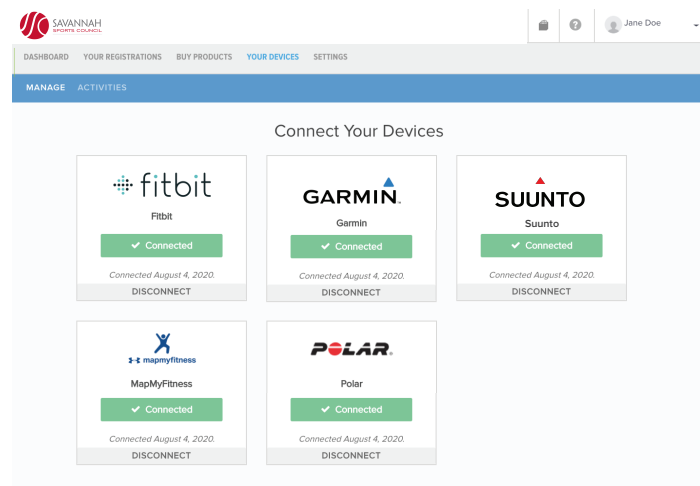 SAVANNAH
SPORTS COUNCIL
?
Jane Doe
DASHBOARD YOUR REGISTRATIONS BUY PRODUCTS YOUR DEVICES SETTINGS
MANAGE ACTIVITIES
Connect Your Devices
fitbit
Fitbit
Connected
Connected August 4, 2020.
DISCONNECT
GARMIN.
Garmin
Connected
Connected August 4, 2020.
DISCONNECT
SUUNTO
Suunto
Connected
Connected August 4, 2020.
DISCONNECT
mapmyfitness
MapMyFitness
Connected
Connected August 4, 2020.
DISCONNECT
POLAR.
Polar
Connected
Connected August 4, 2020.
DISCONNECT